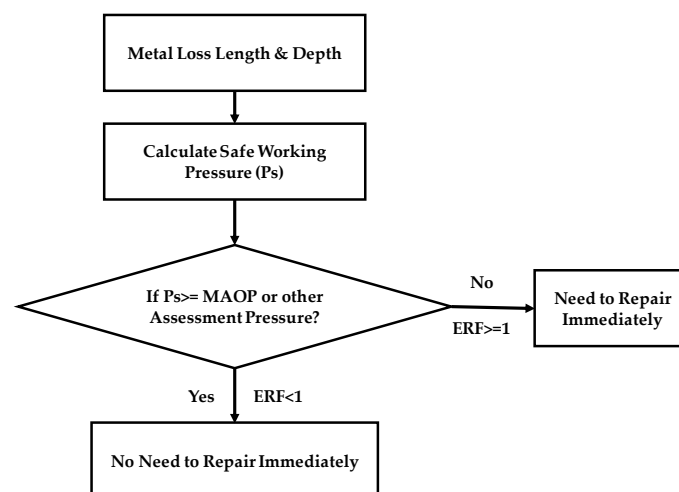 Metal Loss Length & Depth
Calculate Safe Working
Pressure (Ps)
If Ps>= MAOP or other
Assessment Pressure?
No
ERF>=1
Need to Repair
Immediately
Yes
ERF<1
No Need to Repair Immediately